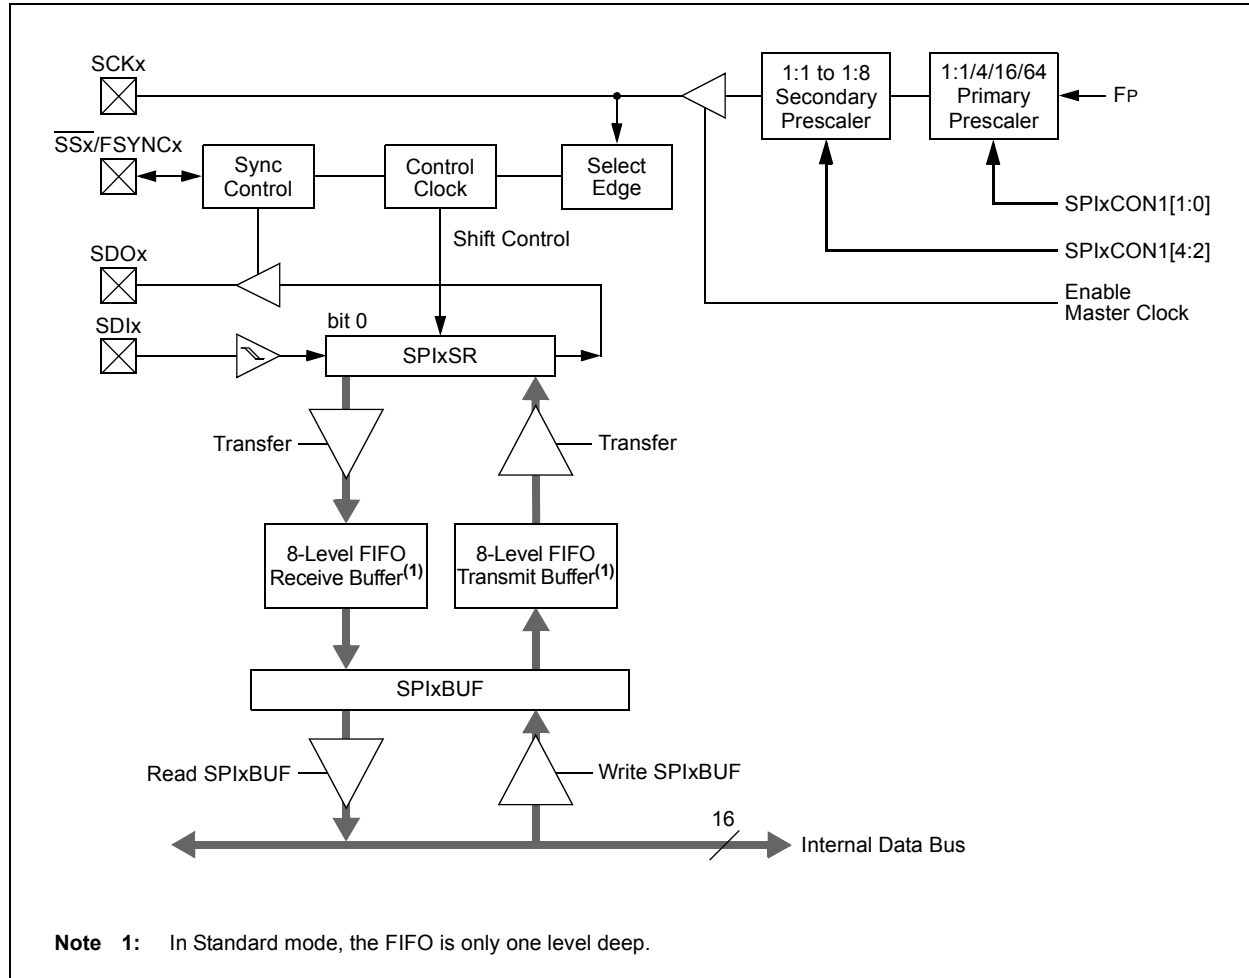 SCKx
SSx/FSYNCx
SDOx
SDIx
Sync
Control
Control
Clock
Select
Edge
1:1 to 1:8
Secondary
Prescaler
1:1/4/16/64
Primary
Prescaler
FP
SPIxCON1[1:0]
SPIxCON1[4:2]
Enable
Master Clock
Shift Control
bit 0
SPIxSR
Transfer
Transfer
8-Level FIFO
Receive Buffer(1)
8-Level FIFO
Transmit Buffer(1)
SPIxBUF
Read SPIxBUF
Write SPIxBUF
16
Internal Data Bus
Note 1: In Standard mode, the FIFO is only one level deep.